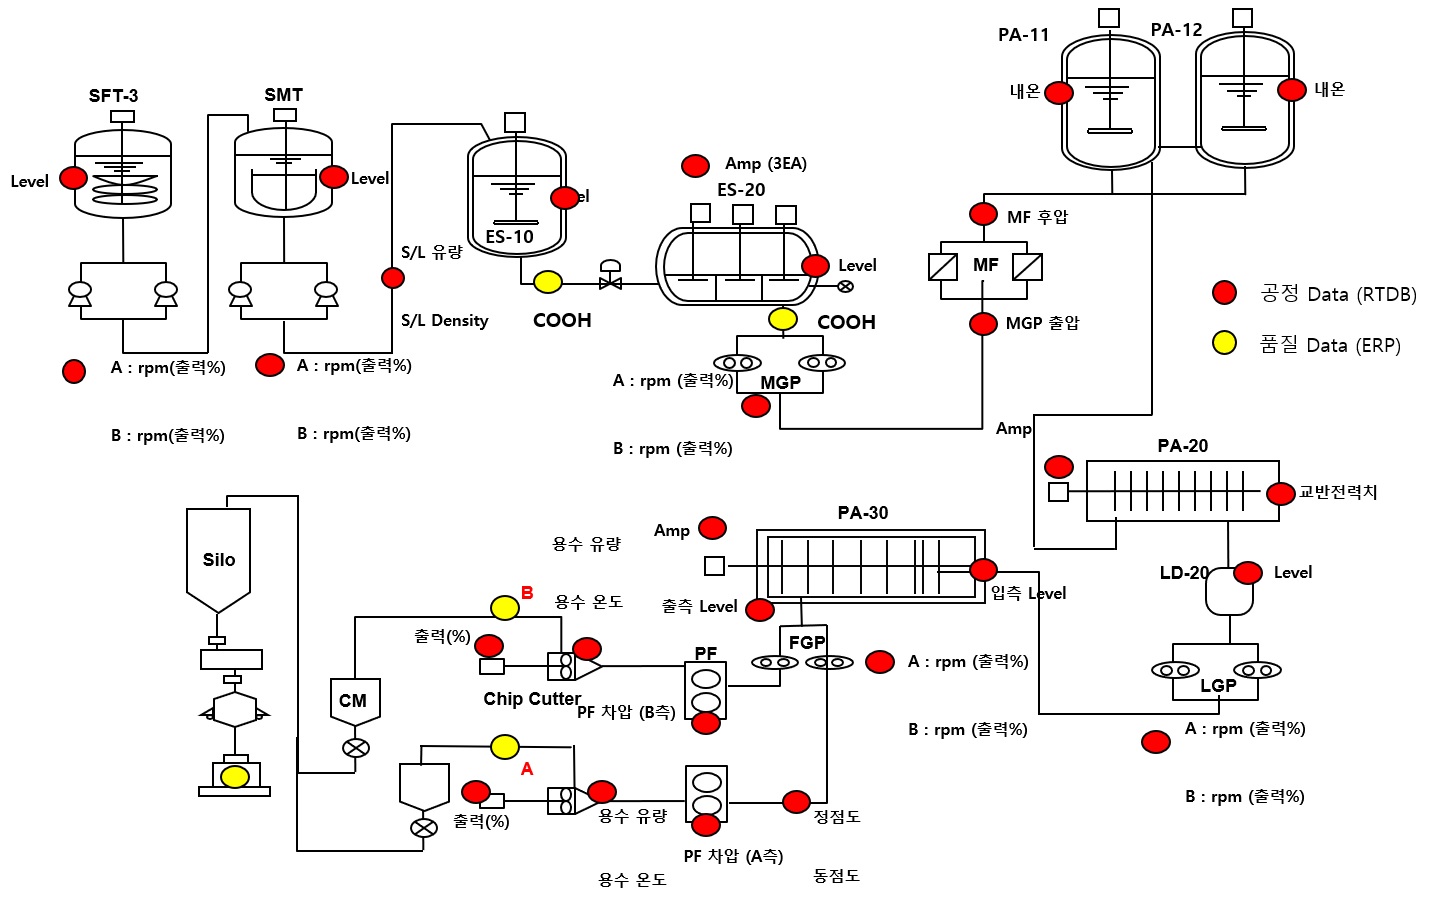 PA-11
PA-12
내온
내온
SFT-3
SMT
Level
Level
Amp (3EA)
ES-20
el
ES-10
S/L 유량
S/L Density
COOH
Level
COOH
MF 후압
MF
MGP 출압
공정 Data (RTDB)
품질 Data (ERP)
A : rpm(출력%)
B : rpm(출력%)
A : rpm(출력%)
B : rpm(출력%)
A : rpm (출력%)
MGP
B : rpm (출력%)
Amp
PA-20
교반전력치
PA-30
Amp
용수 유량
용수 온도
출측 Level
입측 Level
LD-20
Level
Silo
B
출력(%)
CM
Chip Cutter
PF
PF 차압 (B측)
FGP
A : rpm (출력%)
B : rpm (출력%)
LGP
A : rpm (출력%)
B : rpm (출력%)
A
출력(%)
용수 유량
용수 온도
PF 차압 (A측)
정점도
동점도